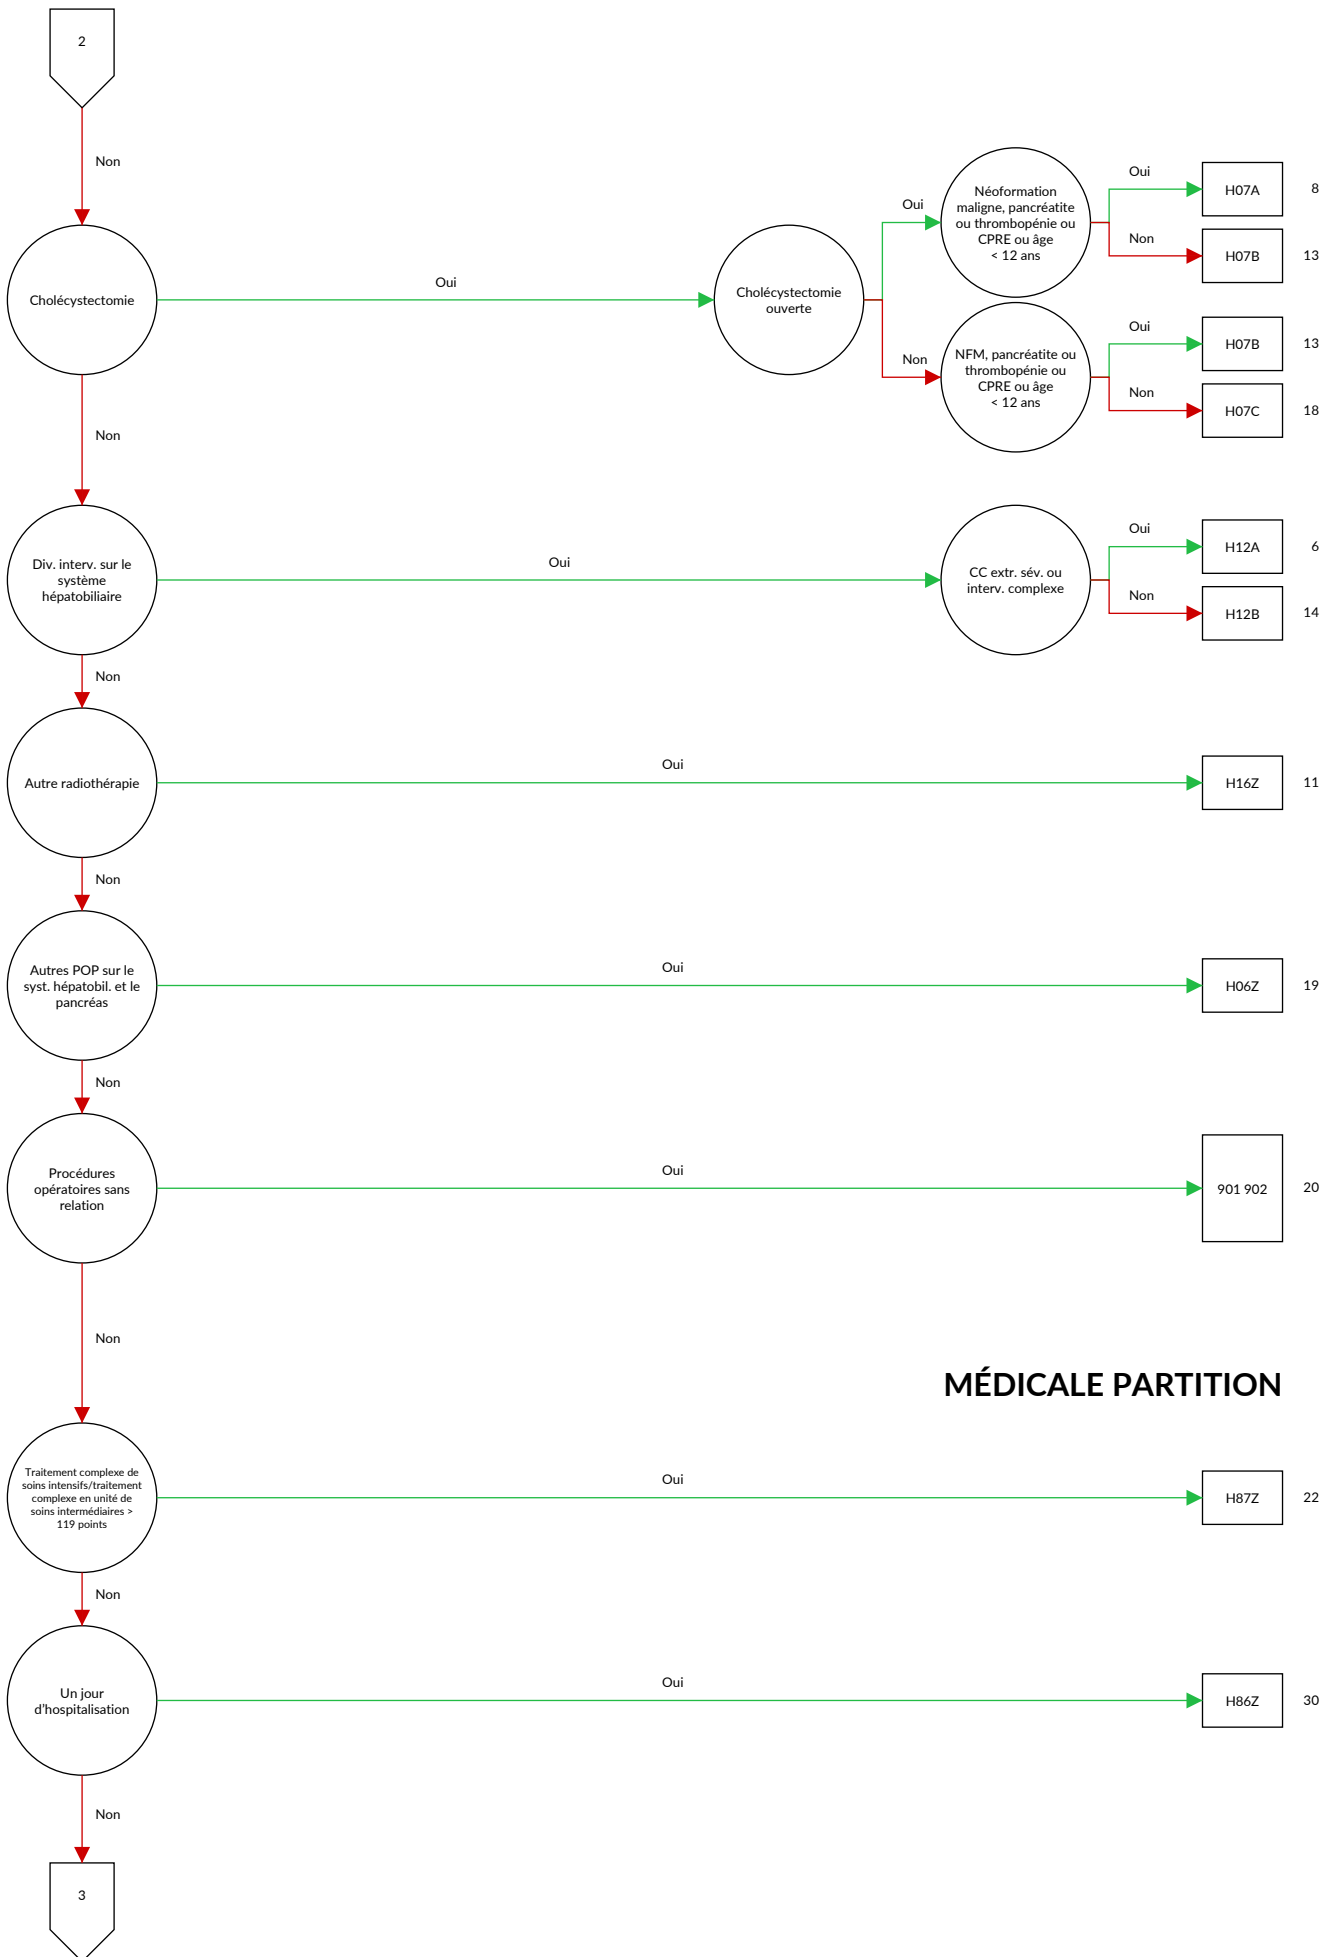 2
Non
Cholécystectomie
Oui
Cholécystectomie
ouverte
Oui
Néoformation
maligne, pancréatite
ou thrombopénie ou
CPRE ou âge
< 12 ans
Oui
H07A
8
Non
H07B
13
Non
NFM, pancréatite ou
thrombopénie ou
CPRE ou âge
< 12 ans
Oui
H07B
13
Non
H07C
18
Non
Div. interv. sur le
système
hépatobiliaire
Oui
CC extr. sév. ou
interv. complexe
Oui
H12A
6
Non
H12B
14
Non
Autre radiothérapie
Oui
H16Z
11
Non
Autres POP sur le
syst. hépatobil. et le
pancréas
Oui
H06Z
19
Non
Procédures
opératoires sans
relation
Oui
901 902
20
Non
MÉDICALE PARTITION
Traitement complexe de
soins intensifs/traitement
complexe en unité de
soins intermédiaires >
119 points
Oui
H87Z
22
Non
Un jour
d'hospitalisation
Oui
H86Z
30
Non
3